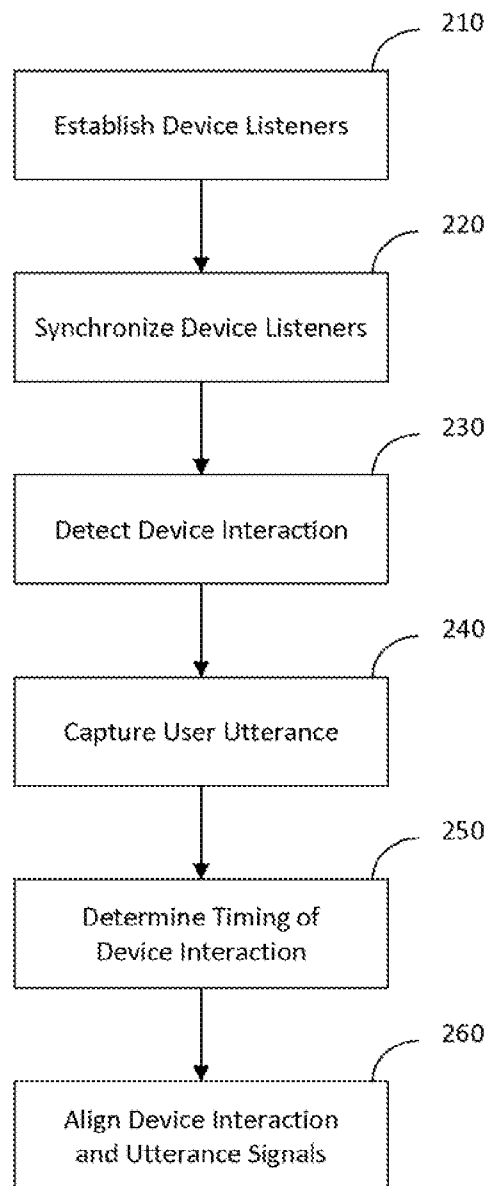 210
Establish Device Listeners
220
Synchronize Device Listeners
230
Detect Device Interaction
240
Capture User Utterance
250
Determine Timing of
Device Interaction
260
Align Device Interaction
and Utterance Signals